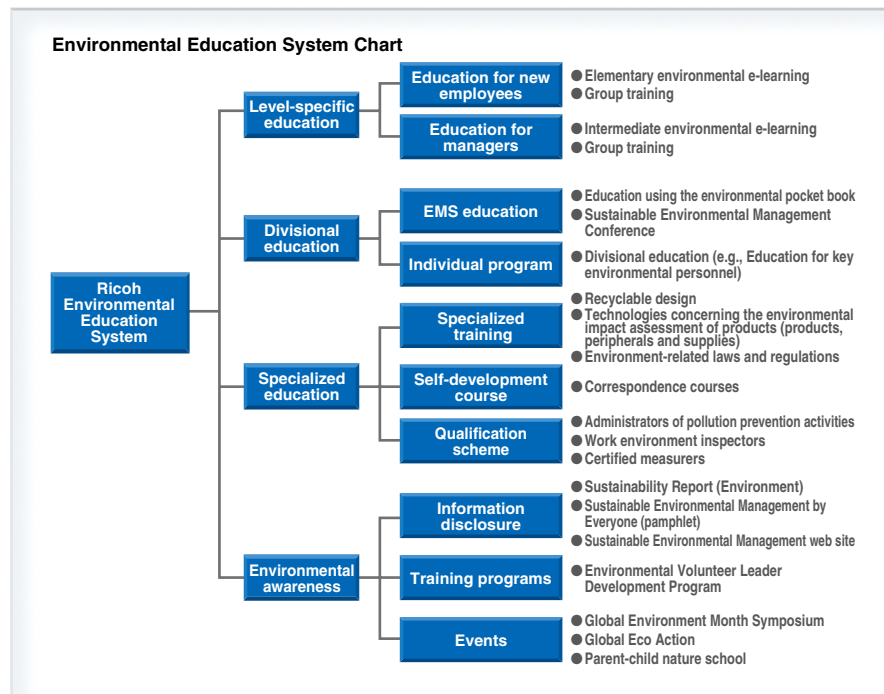 Environmental Education System Chart
Ricoh
Environmental
Education
System
Level-specific
education
Education for new
employees
● Elementary environmental e-learning
● Group training
Education for
managers
● Intermediate environmental e-learning
● Group training
Divisional
education
EMS education
● Education using the environmental pocket book
● Sustainable Environmental Management
Conference
Individual program
● Divisional education (e.g., Education for key
environmental personnel)
Specialized
education
Specialized
training
● Recyclable design
● Technologies concerning the environmental
impact assessment of products (products,
peripherals and supplies)
● Environment-related laws and regulations
Self-development
course
● Correspondence courses
Qualification
scheme
● Administrators of pollution prevention activities
● Work environment inspectors
● Certified measurers
Environmental
awareness
Information
disclosure
● Sustainability Report (Environment)
● Sustainable Environmental Management by
Everyone (pamphlet)
● Sustainable Environmental Management web site
Training programs
● Environmental Volunteer Leader
Development Program
Events
● Global Environment Month Symposium
● Global Eco Action
● Parent-child nature school